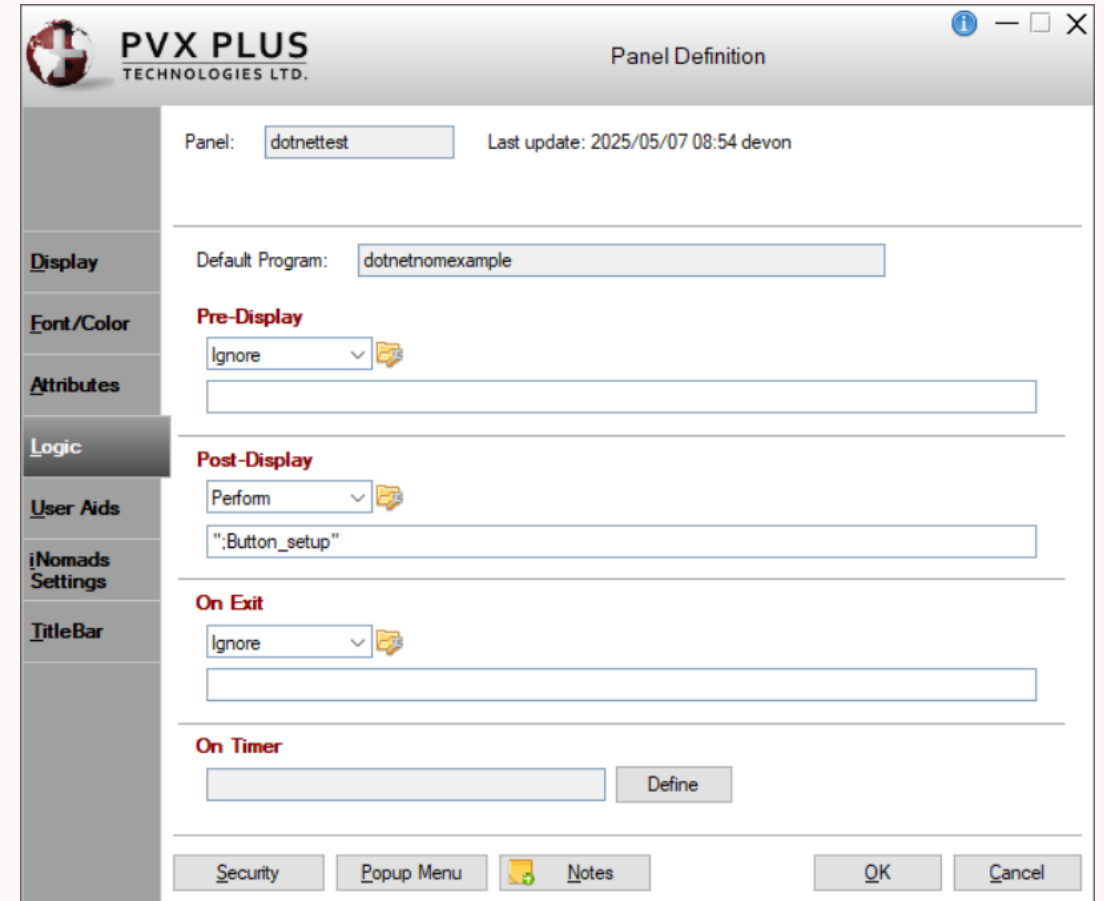 PVX PLUS
TECHNOLOGIES LTD.
Panel Definition
Panel: dotnettest Last update: 2025/05/07 08:54 devon
Display
Font/Color
Attributes
Logic
User Aids
iNomads
Settings
TitleBar
Default Program: dotnetnomexample
Pre-Display
Ignore
Post-Display
Perform
";Button_setup"
On Exit
Ignore
On Timer
Define
Security Popup Menu Notes OK Cancel